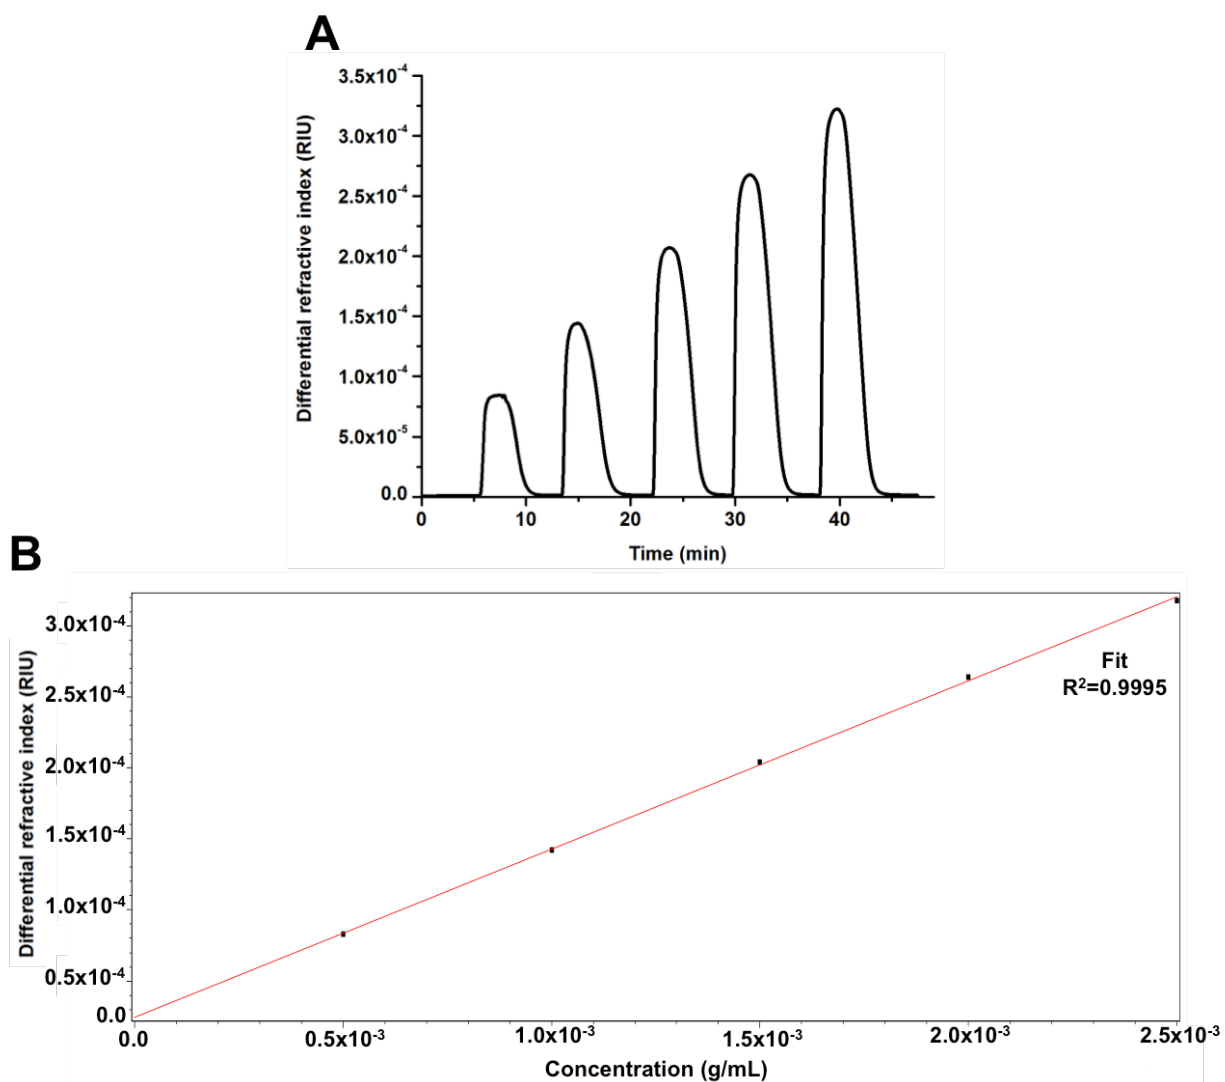 A
Differential refractive index (RIU)
3.5x10⁻⁴
3.0x10⁻⁴
2.5x10⁻⁴
2.0x10⁻⁴
1.5x10⁻⁴
1.0x10⁻⁴
5.0x10⁻⁵
0.0
0 10 20 30 40
Time (min)
B
Differential refractive index (RIU)
3.0x10⁻⁴
2.5x10⁻⁴
2.0x10⁻⁴
1.5x10⁻⁴
1.0x10⁻⁴
0.5x10⁻⁴
0.0
Fit
R²=0.9995
0.0 0.5x10⁻³ 1.0x10⁻³ 1.5x10⁻³ 2.0x10⁻³ 2.5x10⁻³
Concentration (g/mL)